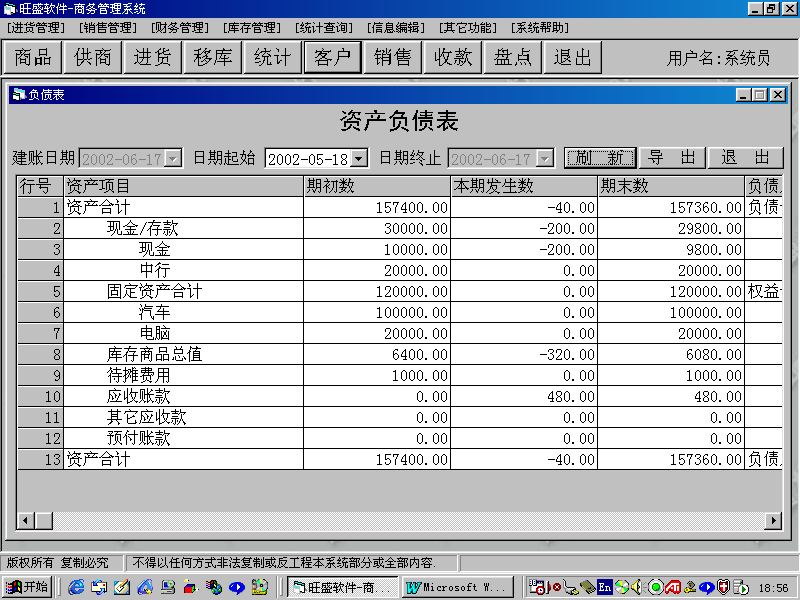 旺盛软件-商务管理系统
[进货管理] [销售管理] [财务管理] [库存管理] [统计查询] [信息编辑] [其它功能] [系统帮助]
商品 供商 进货 移库 统计 客户 销售 收款 盘点 退出 用户名:系统员
负债表
资产负债表
建账日期 2002-06-17 日期起始 2002-05-18 日期终止 2002-06-17 刷 新 导 出 退 出
行号 资产项目 期初数 本期发生数 期末数 负债
1 资产合计 157400.00 -40.00 157360.00 负债
2 现金/存款 30000.00 -200.00 29800.00
3 现金 10000.00 -200.00 9800.00
4 中行 20000.00 0.00 20000.00
5 固定资产合计 120000.00 0.00 120000.00 权益
6 汽车 100000.00 0.00 100000.00
7 电脑 20000.00 0.00 20000.00
8 库存商品总值 6400.00 -320.00 6080.00
9 待摊费用 1000.00 0.00 1000.00
10 应收账款 0.00 480.00 480.00
11 其它应收款 0.00 0.00 0.00
12 预付账款 0.00 0.00 0.00
13 资产合计 157400.00 -40.00 157360.00 负债
版权所有 复制必究 不得以任何方式非法复制或反工程本系统部分或全部内容.
开始 旺盛软件-商... Microsoft W... En 18:56